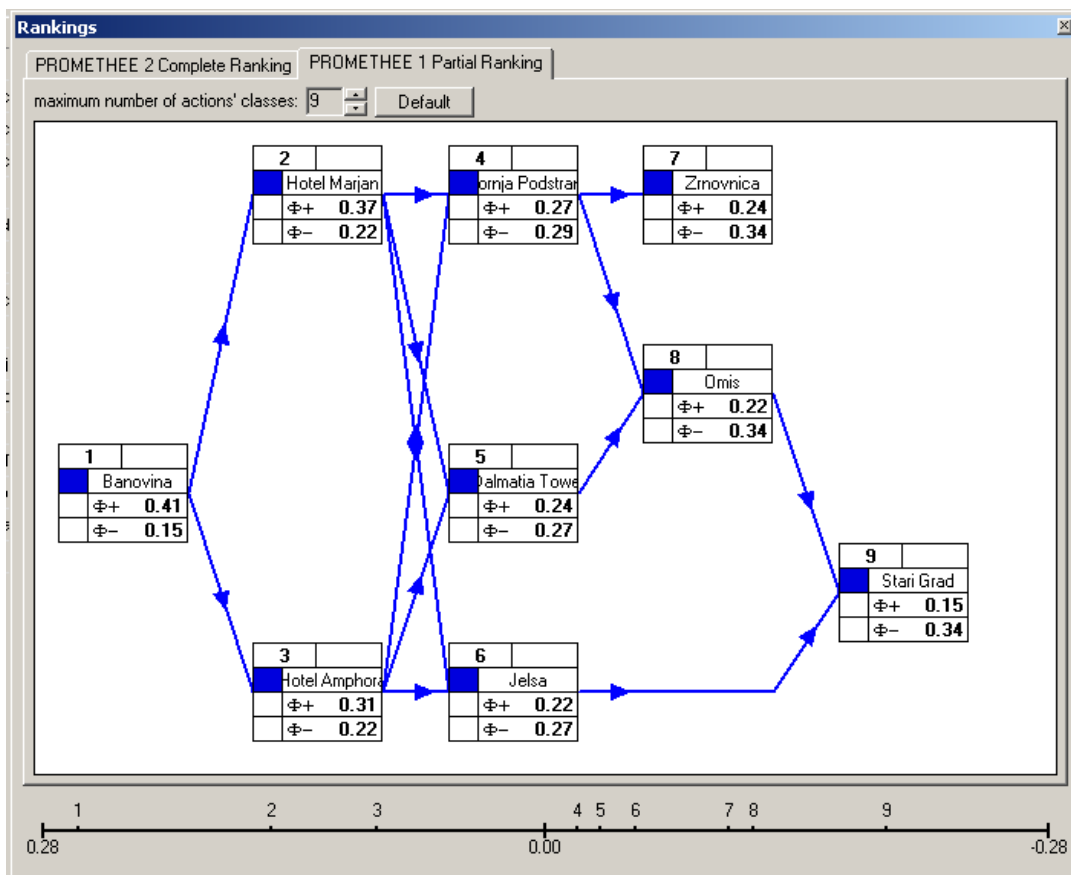 Rankings
PROMETHEE 2 Complete Ranking PROMETHEE 1 Partial Ranking
maximum number of actions' classes: 9 Default
2
Hotel Marjan
Φ+ 0.37
Φ− 0.22
4
ornja Podstran
Φ+ 0.27
Φ− 0.29
7
Zrnovnica
Φ+ 0.24
Φ− 0.34
8
Omis
Φ+ 0.22
Φ− 0.34
1
Banovina
Φ+ 0.41
Φ− 0.15
5
Dalmatia Towe
Φ+ 0.24
Φ− 0.27
9
Stari Grad
Φ+ 0.15
Φ− 0.34
3
Hotel Amphora
Φ+ 0.31
Φ− 0.22
6
Jelsa
Φ+ 0.22
Φ− 0.27
1 2 3 4 5 6 7 8 9
0.28 0.00 -0.28